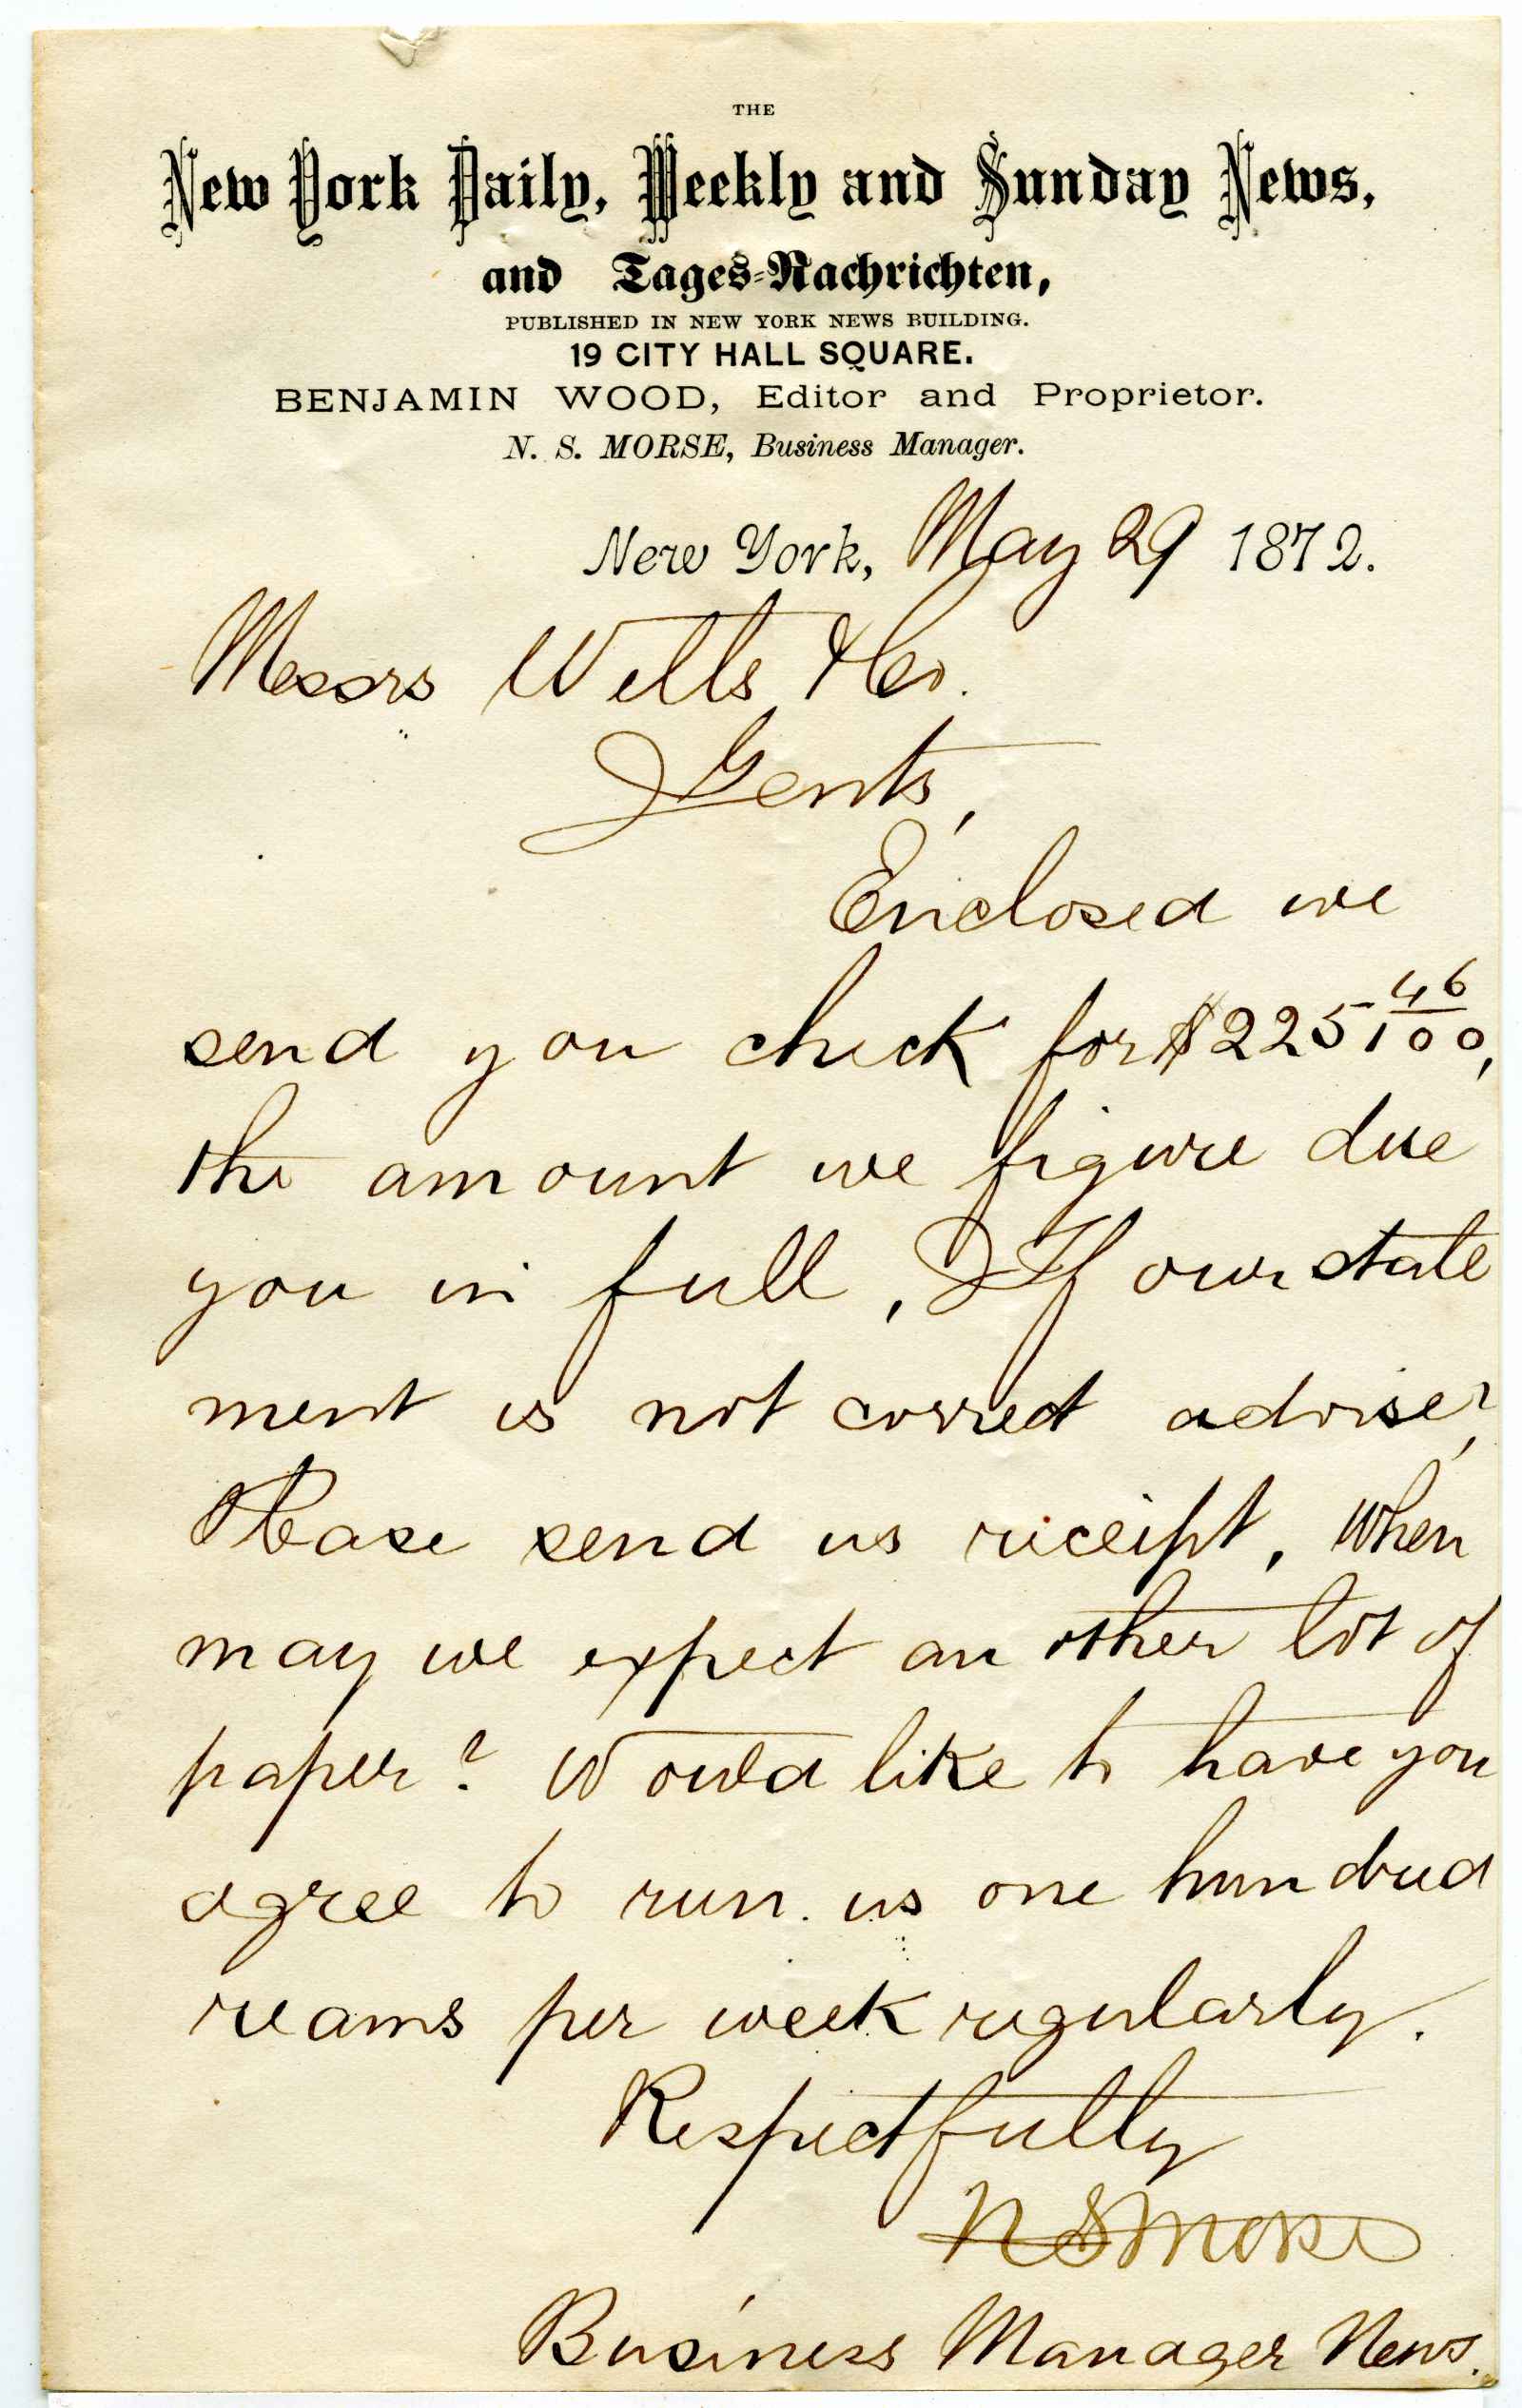 THE
New York Daily, Weekly and Sunday News,
and Tages-Nachrichten,
PUBLISHED IN NEW YORK NEWS BUILDING.
19 CITY HALL SQUARE.
BENJAMIN WOOD, Editor and Proprietor.
N. S. MORSE, Business Manager.
New York, May 29 1872.
Messrs Wells & Co.
Gents,
Enclosed we
send you check for $225 46/100,
the amount we figure due
you in full, If our state
ment is not correct advise?
Please send us receipt. When
may we expect an other lot of
paper? Would like to have you
agree to run us one hundred
reams per week regularly.
Respectfully
N S Morse
Business Manager News.